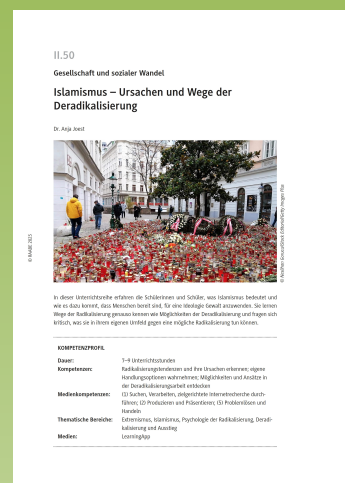 II.50
Gesellschaft und sozialer Wandel
Islamismus – Ursachen und Wege der
Deradikalisierung
Dr. Anja Joest
© RAABE 2023
In dieser Unterrichtsreihe erfahren die Schülerinnen und Schüler, was Islamismus bedeutet und
wie es dazu kommt, dass Menschen bereit sind, für eine Ideologie Gewalt anzuwenden. Sie lernen
Wege der Radikalisierung genauso kennen wie Möglichkeiten der Deradikalisierung und fragen sich
kritisch, was sie in ihrem eigenen Umfeld gegen eine mögliche Radikalisierung tun können.
KOMPETENZPROFIL
Dauer: 7–9 Unterrichtsstunden
Kompetenzen: Radikalisierungstendenzen und ihre Ursachen erkennen; eigene
Handlungsoptionen wahrnehmen; Möglichkeiten und Ansätze in
der Deradikalisierungsarbeit entdecken
Medienkompetenzen: (1) Suchen, Verarbeiten, zielgerichtete Internetrecherche durch-
führen; (2) Produzieren und Präsentieren; (5) Problemlösen und
Handeln
Thematische Bereiche: Extremismus, Islamismus, Psychologie der Radikalisierung, Deradi-
kalisierung und Ausstieg
Medien: LearningApp